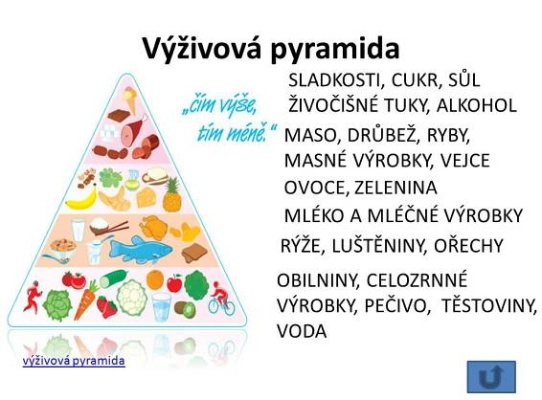 Výživová pyramida
„čím výše,
tím méně."
SLADKOSTI, CUKR, SŮL
ŽIVOČIŠNÉ TUKY, ALKOHOL
MASO, DRŮBEŽ, RYBY,
MASNÉ VÝROBKY, VEJCE
OVOCE, ZELENINA
MLÉKO A MLÉČNÉ VÝROBKY
RÝŽE, LUŠTĚNINY, OŘECHY
OBILNINY, CELOZRNNÉ
VÝROBKY, PEČIVO, TĚSTOVINY,
VODA
výživová pyramida